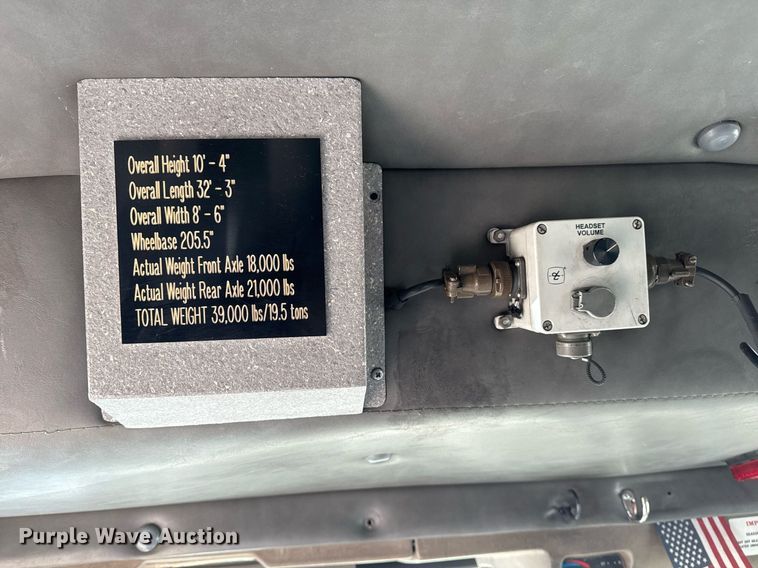 Overall Height 10' - 4"
Overall Length 32' - 3"
Overall Width 8' - 6"
Wheelbase 205.5"
Actual Weight Front Axle 18,000 lbs
Actual Weight Rear Axle 21,000 lbs
TOTAL WEIGHT 39,000 lbs/19.5 tons
HEADSET
VOLUME
Purple Wave Auction